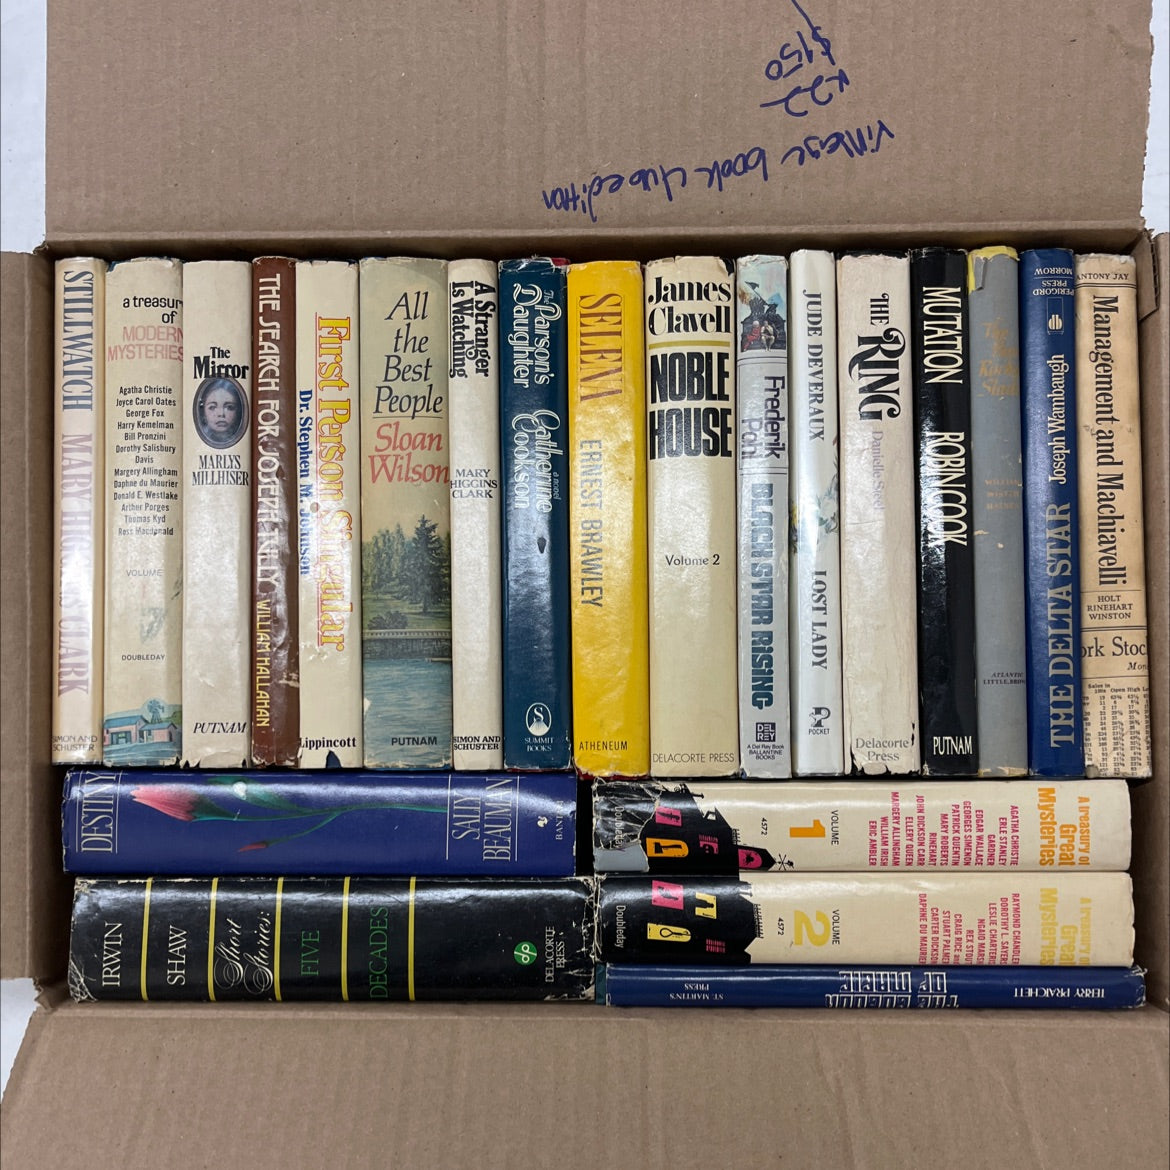 $150
x22
village book club edition
STILLWATCH MARY HIGGINS CLARK
SIMON AND
SCHUSTER
a treasury
of
MODERN
MYSTERIES
Agatha Christie
Joyce Carol Oates
George Fox
Harry Kemelman
Bill Pronzini
Dorothy Salisbury
Davis
Margery Allingham
Daphne du Maurier
Donald E. Westlake
Arthur Porges
Thomas Kyd
Ross Macdonald
VOLUME
DOUBLEDAY
The
Mirror
MARLYS
MILLHISER
PUTNAM
THE SEARCH FOR JOSEPH TULLY WILLIAM HALLAHAN
First Person Singular
Dr. Stephen M. Johnson
Lippincott
All
the
Best
People
Sloan
Wilson
PUTNAM
A Stranger
Is Watching
MARY
HIGGINS
CLARK
SIMON AND
SCHUSTER
The Parson's
Daughter
a novel
Catherine
Cookson
SUMMIT
BOOKS
SELENA ERNEST BRAWLEY
ATHENEUM
James
Clavell
NOBLE
HOUSE
Volume 2
DELACORTE PRESS
Frederik
Pohl
BLACK STAR RISING
DEL
REY
A Del Rey Book
BALLANTINE
BOOKS
JUDE DEVERAUX LOST LADY
POCKET
THE RING
Danielle Steel
Delacorte
Press
MUTATION ROBIN COOK
PUTNAM
ATLANTIC
LITTLE, BROWN
PERIGORD
PRESS
MORROW
THE DELTA STAR Joseph Wambaugh
ANTONY JAY
Management and Machiavelli
HOLT
RINEHART
WINSTON
ork Stoc
DESTINY
SALLY
BEAUMAN
BANTAM
IRWIN
SHAW
Short
Stories:
FIVE
DECADES
DELACORTE
PRESS
A treasury of
Great
Mysteries
AGATHA CHRISTIE
ERLE STANLEY
GARDNER
EDGAR WALLACE
GEORGES SIMENON
PATRICK QUENTIN
MARY ROBERTS
RINEHART
JOHN DICKSON CARR
ELLERY QUEEN
MARGERY ALLINGHAM
WILLIAM IRISH
ERIC AMBLER
VOLUME
1
4572
Doubleday
A treasury of
Great
Mysteries
RAYMOND CHANDLER
DOROTHY L. SAYERS
LESLIE CHARTERIS
NGAIO MARSH
REX STOUT
CRAIG RICE and
STUART PALMER
CARTER DICKSON
DAPHNE DU MAURIER
VOLUME
2
4572
Doubleday
TERRY PRATCHETT
THE COLOUR
OF MAGIC
ST. MARTIN'S
PRESS